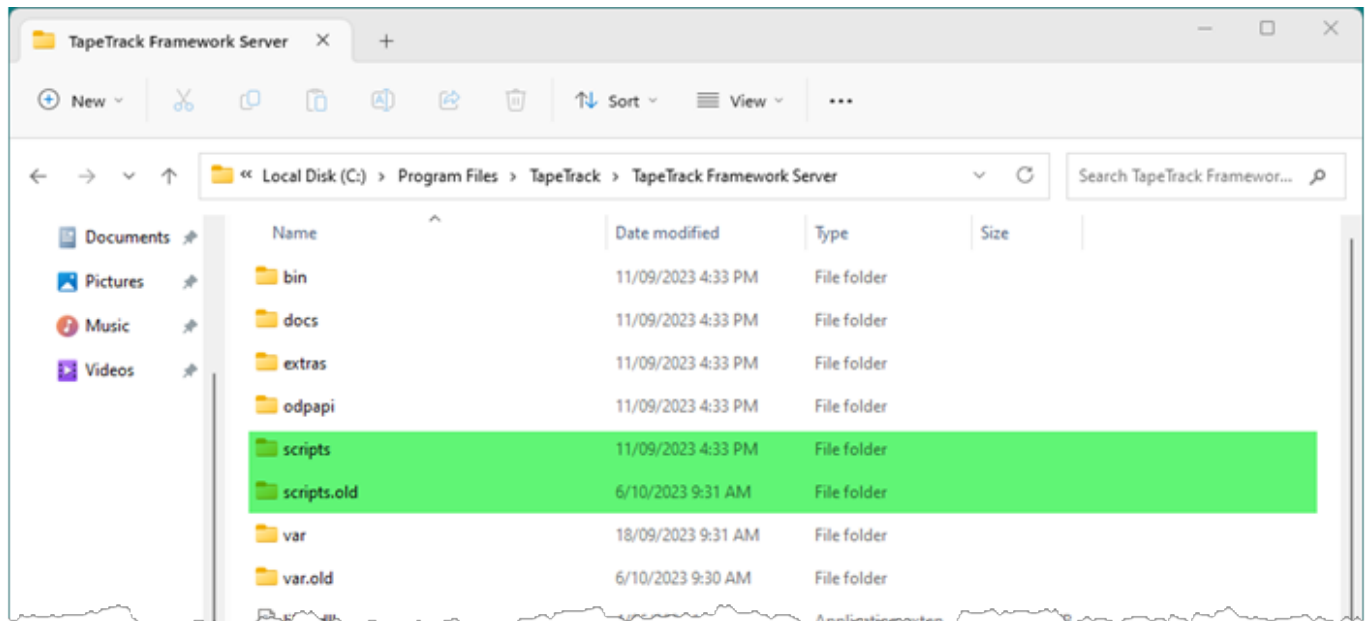 TapeTrack Framework Server
New
Sort
View
« Local Disk (C:) > Program Files > TapeTrack > TapeTrack Framework Server
Search TapeTrack Framewor...
Documents
Pictures
Music
Videos
Name Date modified Type Size
bin 11/09/2023 4:33 PM File folder
docs 11/09/2023 4:33 PM File folder
extras 11/09/2023 4:33 PM File folder
odpapi 11/09/2023 4:33 PM File folder
scripts 11/09/2023 4:33 PM File folder
scripts.old 6/10/2023 9:31 AM File folder
var 18/09/2023 9:31 AM File folder
var.old 6/10/2023 9:30 AM File folder